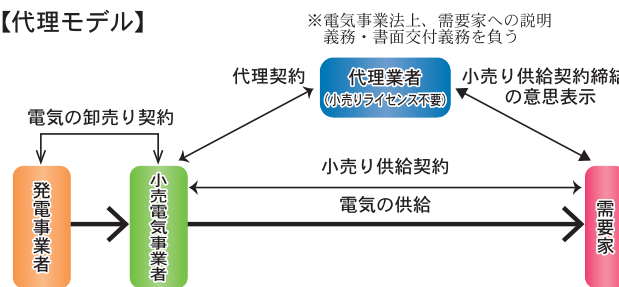 【代理モデル】
※電気事業法上、需要家への説明
義務・書面交付義務を負う
代理契約
代理業者
(小売りライセンス不要)
小売り供給契約締結
の意思表示
電気の卸売り契約
小売り供給契約
電気の供給
発電事業者
小売電気事業者
需要家